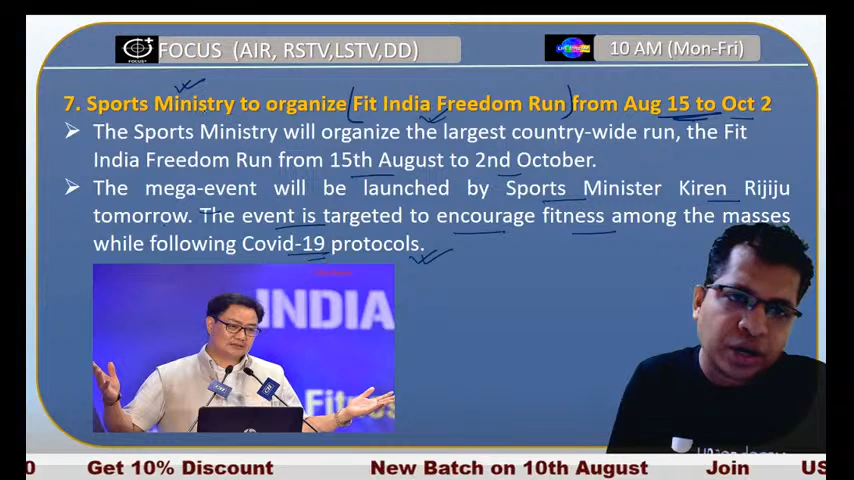 FOCUS (AIR, RSTV,LSTV,DD)
10 AM (Mon-Fri)
7. Sports Ministry to organize Fit India Freedom Run from Aug 15 to Oct 2
➢ The Sports Ministry will organize the largest country-wide run, the Fit
India Freedom Run from 15th August to 2nd October.
➢ The mega-event will be launched by Sports Minister Kiren Rijiju
tomorrow. The event is targeted to encourage fitness among the masses
while following Covid-19 protocols.
INDIA
Fitnes
0 Get 10% Discount New Batch on 10th August Join US